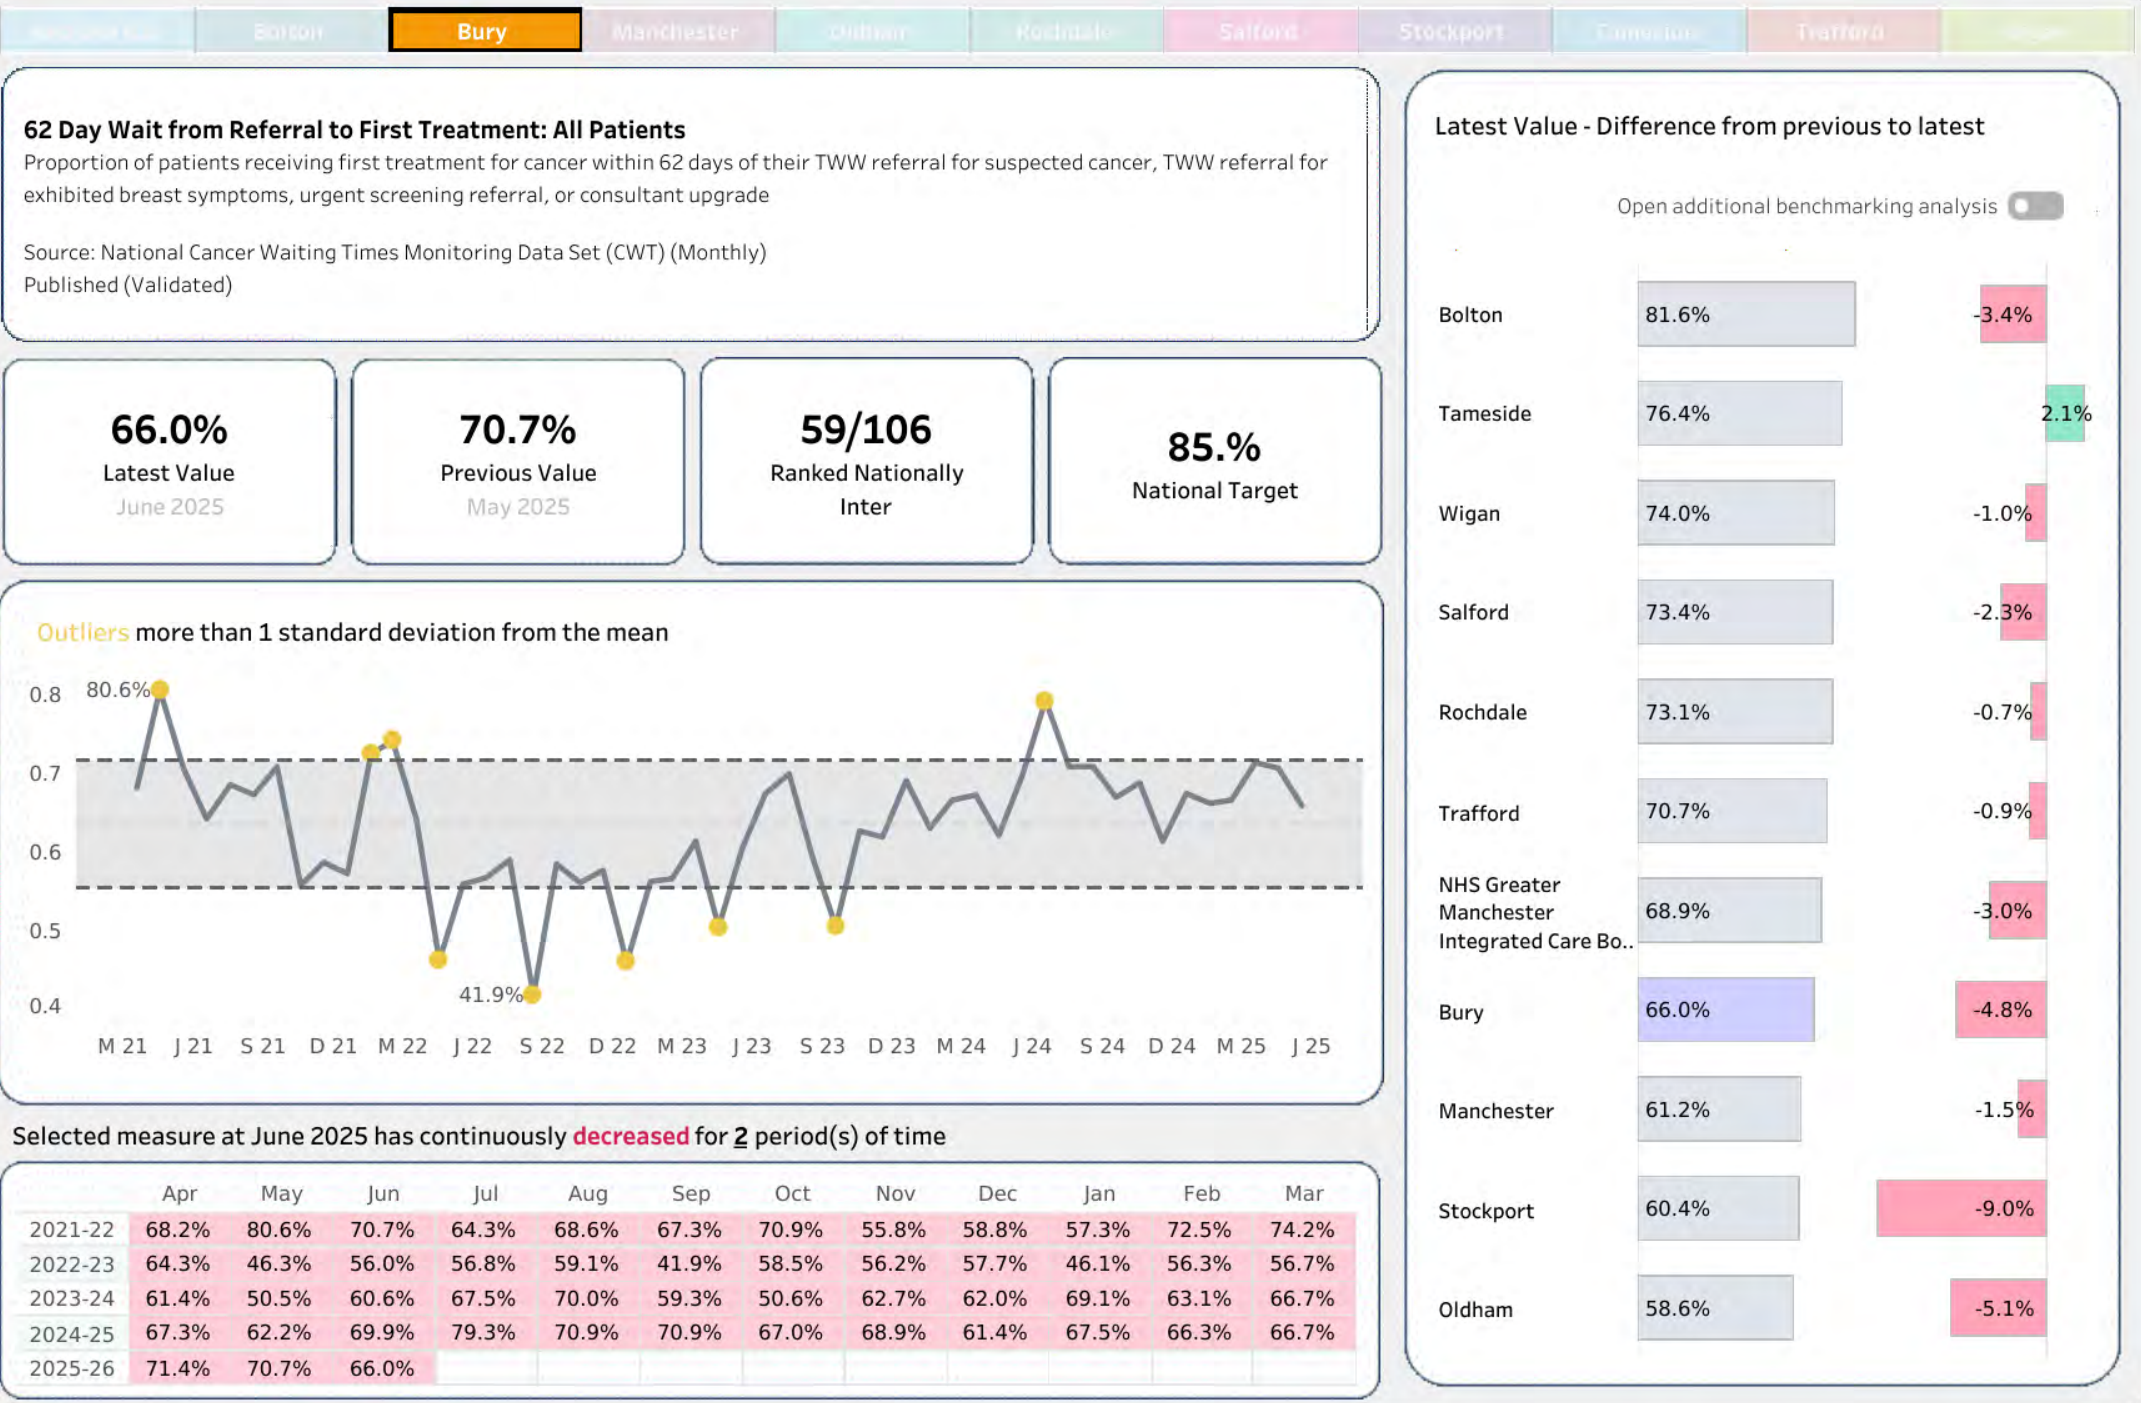 Bolton Bury Manchester Oldham Rochdale Salford Stockport Trafford
62 Day Wait from Referral to First Treatment: All Patients
Proportion of patients receiving first treatment for cancer within 62 days of their TWW referral for suspected cancer, TWW referral for
exhibited breast symptoms, urgent screening referral, or consultant upgrade
Source: National Cancer Waiting Times Monitoring Data Set (CWT) (Monthly)
Published (Validated)
66.0%
Latest Value
June 2025
70.7%
Previous Value
May 2025
59/106
Ranked Nationally
Inter
85.%
National Target
Outliers more than 1 standard deviation from the mean
0.8
0.7
0.6
0.5
0.4
80.6%
41.9%
M 21 J 21 S 21 D 21 M 22 J 22 S 22 D 22 M 23 J 23 S 23 D 23 M 24 J 24 S 24 D 24 M 25 J 25
Selected measure at June 2025 has continuously decreased for 2 period(s) of time
Apr May Jun Jul Aug Sep Oct Nov Dec Jan Feb Mar
2021-22 68.2% 80.6% 70.7% 64.3% 68.6% 67.3% 70.9% 55.8% 58.8% 57.3% 72.5% 74.2%
2022-23 64.3% 46.3% 56.0% 56.8% 59.1% 41.9% 58.5% 56.2% 57.7% 46.1% 56.3% 56.7%
2023-24 61.4% 50.5% 60.6% 67.5% 70.0% 59.3% 50.6% 62.7% 62.0% 69.1% 63.1% 66.7%
2024-25 67.3% 62.2% 69.9% 79.3% 70.9% 70.9% 67.0% 68.9% 61.4% 67.5% 66.3% 66.7%
2025-26 71.4% 70.7% 66.0%
Latest Value - Difference from previous to latest
Open additional benchmarking analysis
Bolton 81.6% -3.4%
Tameside 76.4% 2.1%
Wigan 74.0% -1.0%
Salford 73.4% -2.3%
Rochdale 73.1% -0.7%
Trafford 70.7% -0.9%
NHS Greater
Manchester 68.9% -3.0%
Integrated Care Bo..
Bury 66.0% -4.8%
Manchester 61.2% -1.5%
Stockport 60.4% -9.0%
Oldham 58.6% -5.1%